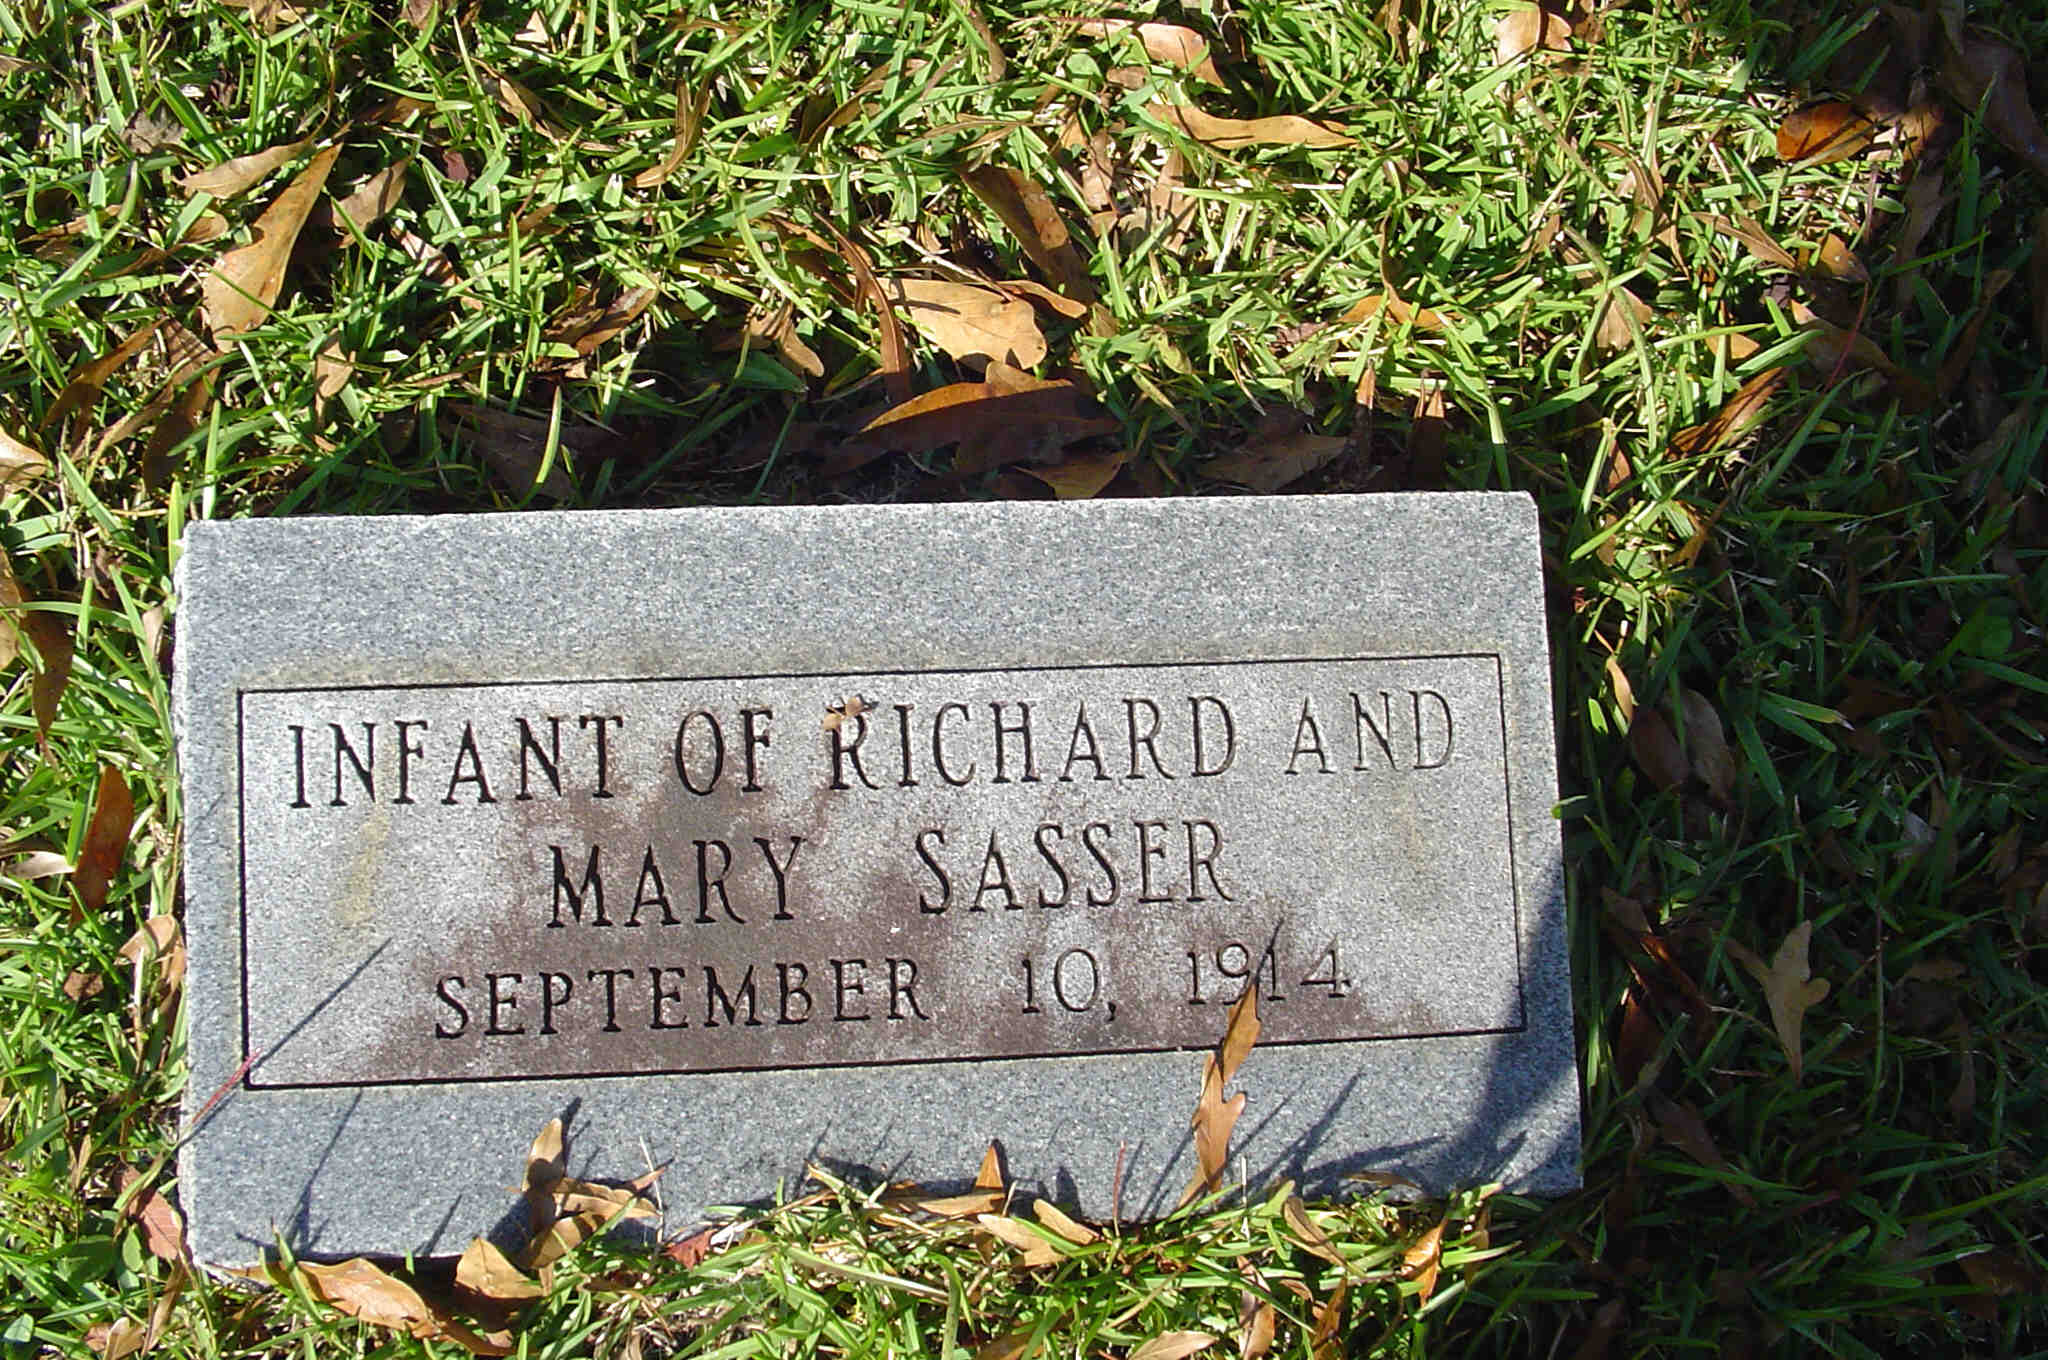 INFANT OF RICHARD AND
MARY SASSER
SEPTEMBER 10, 1914